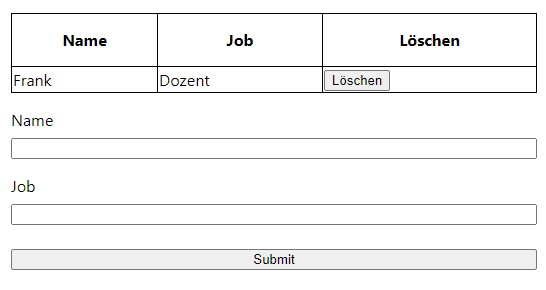 Name Job Löschen
Frank Dozent Löschen
Name
Job
Submit